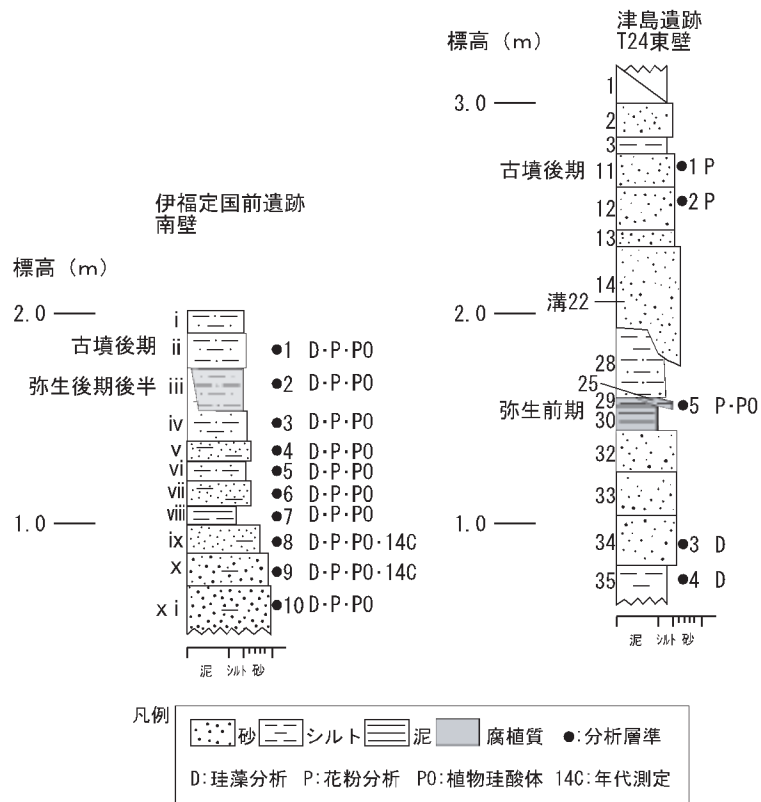 津島遺跡
T24東壁
標高（m）
3.0
2.0
1.0
1
2
3
古墳後期 11 ●1 P
12 ●2 P
13
14
溝22
28
25
29 ●5 P・PO
弥生前期
30
32
33
34 ●3 D
35 ●4 D
泥 シルト 砂
伊福定国前遺跡
南壁
標高（m）
2.0
1.0
i
古墳後期 ii ●1 D・P・PO
弥生後期後半 iii ●2 D・P・PO
iv ●3 D・P・PO
v ●4 D・P・PO
vi ●5 D・P・PO
vii ●6 D・P・PO
viii ●7 D・P・PO
ix ●8 D・P・PO・14C
x ●9 D・P・PO・14C
xi ●10 D・P・PO
泥 シルト 砂
凡例
砂 シルト 泥 腐植質 ●:分析層準
D:珪藻分析 P:花粉分析 PO:植物珪酸体 14C:年代測定